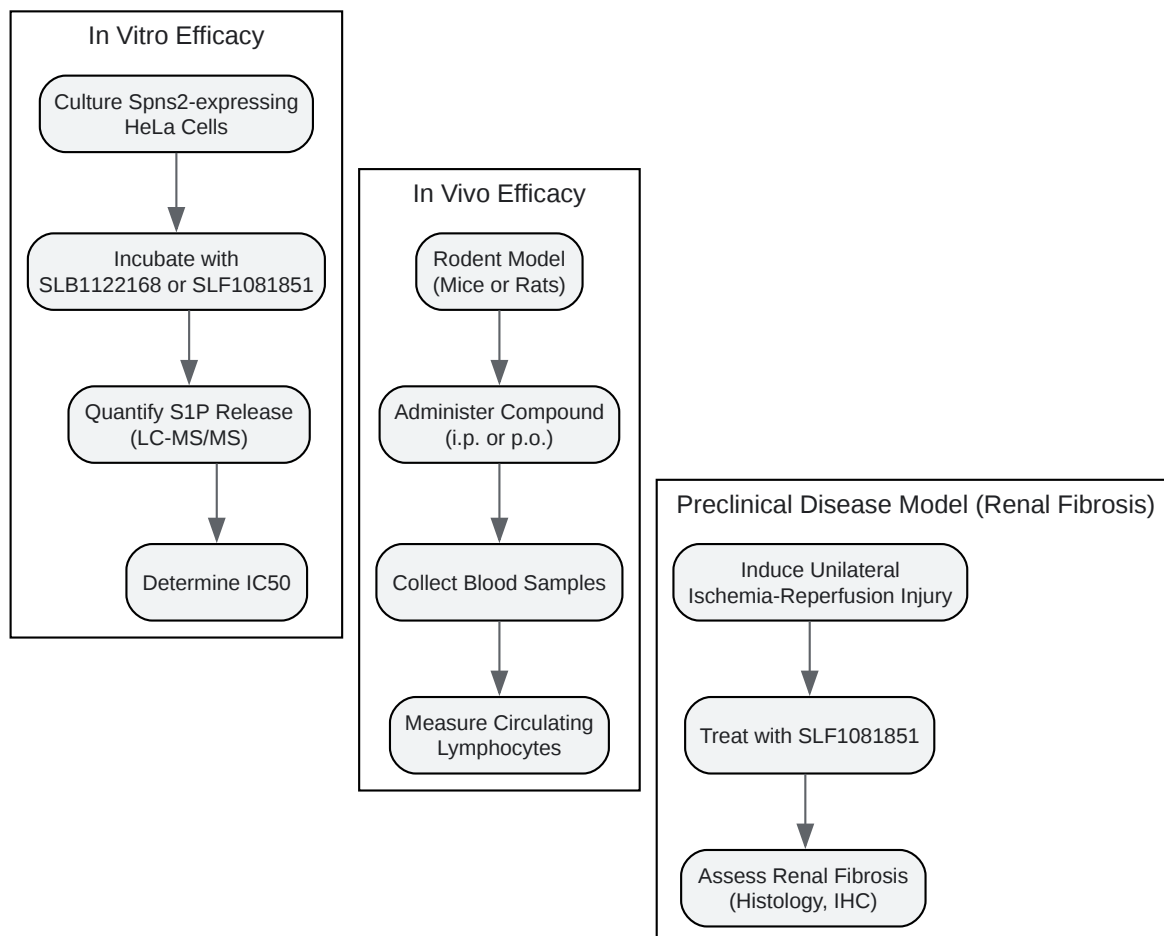 In Vitro Efficacy
Culture Spns2-expressing
HeLa Cells
Incubate with
SLB1122168 or SLF1081851
Quantify S1P Release
(LC-MS/MS)
Determine IC50
In Vivo Efficacy
Rodent Model
(Mice or Rats)
Administer Compound
(i.p. or p.o.)
Collect Blood Samples
Measure Circulating
Lymphocytes
Preclinical Disease Model (Renal Fibrosis)
Induce Unilateral
Ischemia-Reperfusion Injury
Treat with SLF1081851
Assess Renal Fibrosis
(Histology, IHC)